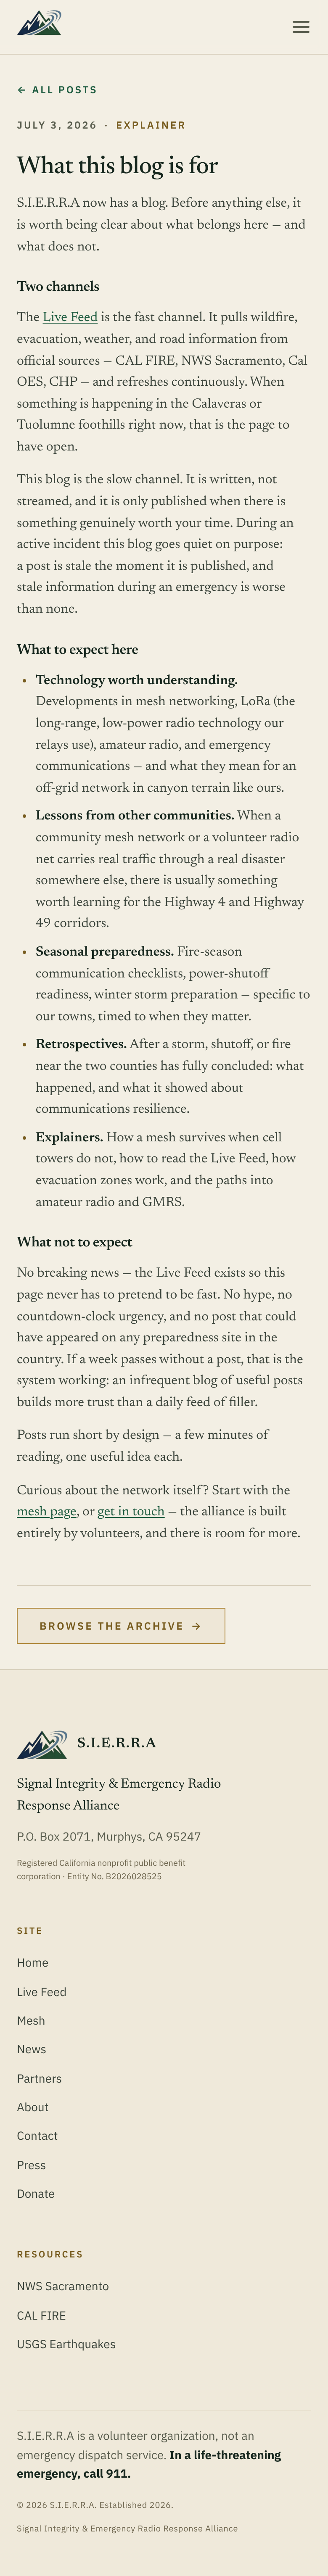 ← ALL POSTS
JULY 3, 2026 · EXPLAINER
What this blog is for
S.I.E.R.R.A now has a blog. Before anything else, it
is worth being clear about what belongs here — and
what does not.
Two channels
The Live Feed is the fast channel. It pulls wildfire,
evacuation, weather, and road information from
official sources — CAL FIRE, NWS Sacramento, Cal
OES, CHP — and refreshes continuously. When
something is happening in the Calaveras or
Tuolumne foothills right now, that is the page to
have open.
This blog is the slow channel. It is written, not
streamed, and it is only published when there is
something genuinely worth your time. During an
active incident this blog goes quiet on purpose:
a post is stale the moment it is published, and
stale information during an emergency is worse
than none.
What to expect here
• Technology worth understanding.
Developments in mesh networking, LoRa (the
long-range, low-power radio technology our
relays use), amateur radio, and emergency
communications — and what they mean for an
off-grid network in canyon terrain like ours.
• Lessons from other communities. When a
community mesh network or a volunteer radio
net carries real traffic through a real disaster
somewhere else, there is usually something
worth learning for the Highway 4 and Highway
49 corridors.
• Seasonal preparedness. Fire-season
communication checklists, power-shutoff
readiness, winter storm preparation — specific to
our towns, timed to when they matter.
• Retrospectives. After a storm, shutoff, or fire
near the two counties has fully concluded: what
happened, and what it showed about
communications resilience.
• Explainers. How a mesh survives when cell
towers do not, how to read the Live Feed, how
evacuation zones work, and the paths into
amateur radio and GMRS.
What not to expect
No breaking news — the Live Feed exists so this
page never has to pretend to be fast. No hype, no
countdown-clock urgency, and no post that could
have appeared on any preparedness site in the
country. If a week passes without a post, that is the
system working: an infrequent blog of useful posts
builds more trust than a daily feed of filler.
Posts run short by design — a few minutes of
reading, one useful idea each.
Curious about the network itself? Start with the
mesh page, or get in touch — the alliance is built
entirely by volunteers, and there is room for more.
BROWSE THE ARCHIVE →
S.I.E.R.R.A
Signal Integrity & Emergency Radio
Response Alliance
P.O. Box 2071, Murphys, CA 95247
Registered California nonprofit public benefit
corporation · Entity No. B2026028525
SITE
Home
Live Feed
Mesh
News
Partners
About
Contact
Press
Donate
RESOURCES
NWS Sacramento
CAL FIRE
USGS Earthquakes
S.I.E.R.R.A is a volunteer organization, not an
emergency dispatch service. In a life-threatening
emergency, call 911.
© 2026 S.I.E.R.R.A. Established 2026.
Signal Integrity & Emergency Radio Response Alliance